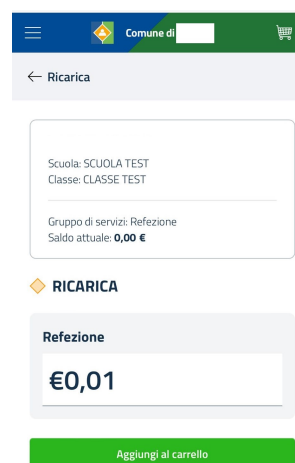 Comune di
Ricarica
Scuola: SCUOLA TEST
Classe: CLASSE TEST
Gruppo di servizi: Refezione
Saldo attuale: 0,00 €
RICARICA
Refezione
€0,01
Aggiungi al carrello